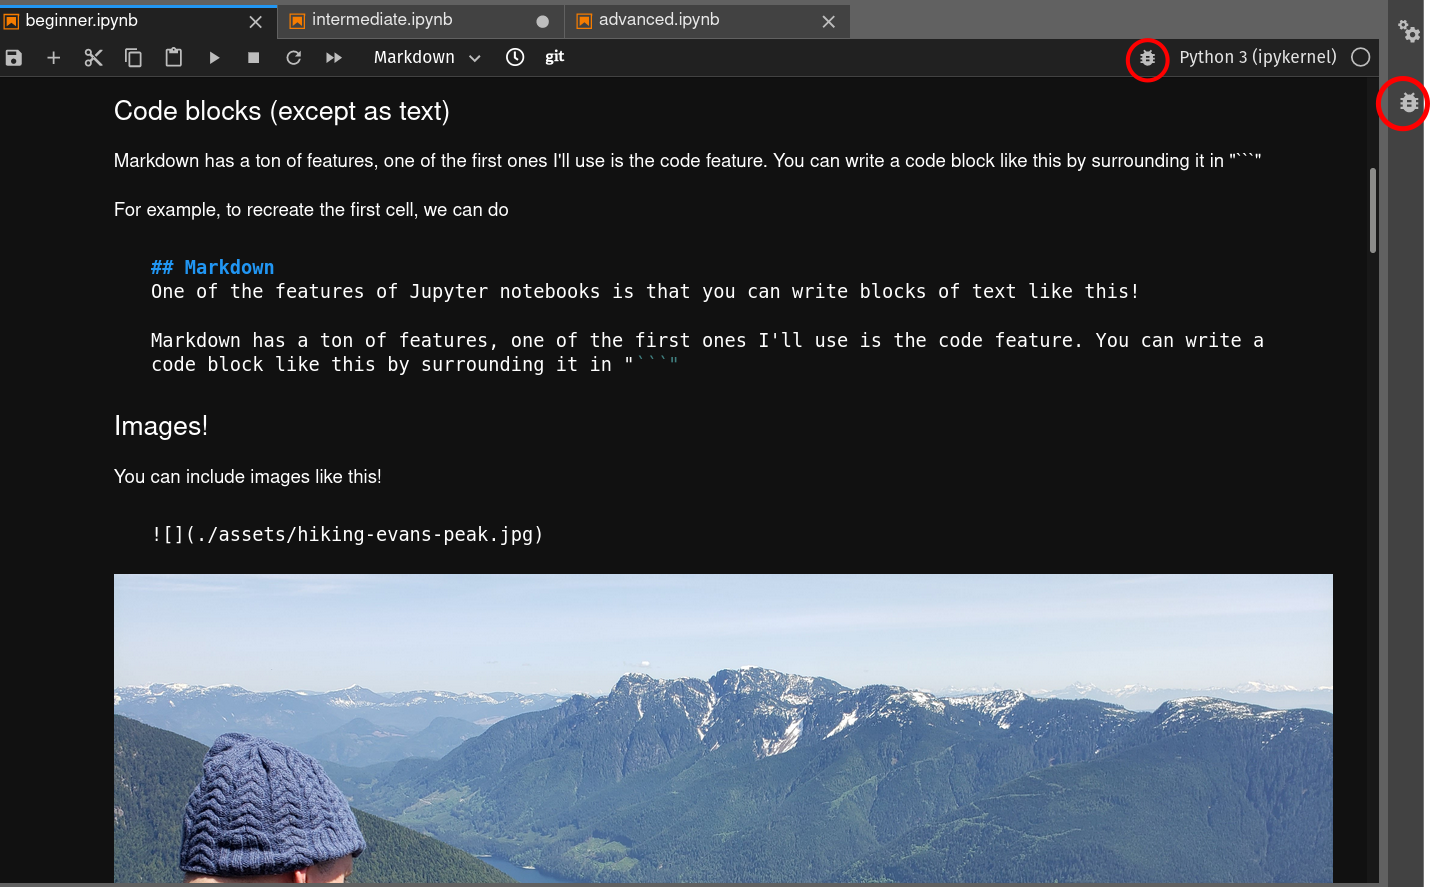 beginner.ipynb
intermediate.ipynb
advanced.ipynb
Markdown
git
Python 3 (ipykernel)
Code blocks (except as text)
Markdown has a ton of features, one of the first ones I'll use is the code feature. You can write a code block like this by surrounding it in "```"
For example, to recreate the first cell, we can do
## Markdown
One of the features of Jupyter notebooks is that you can write blocks of text like this!
Markdown has a ton of features, one of the first ones I'll use is the code feature. You can write a
code block like this by surrounding it in "```"
Images!
You can include images like this!
![](./assets/hiking-evans-peak.jpg)